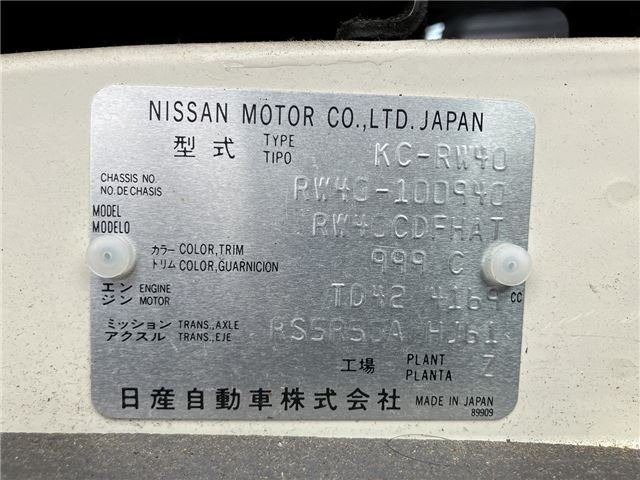 NISSAN MOTOR CO.,LTD. JAPAN
型式 TYPE TIPO KC-RW40
CHASSIS NO. NO. DE CHASIS RW40-100940
MODEL MODELO RW40CDFHAT
カラー COLOR,TRIM
トリム COLOR,GUARNICION 999 C
エン ENGINE
ジン MOTOR TD42 4169 CC
ミッション TRANS.,AXLE
アクスル TRANS.,EJE HJ61
工場 PLANT PLANTA Z
日産自動車株式会社 MADE IN JAPAN
89909